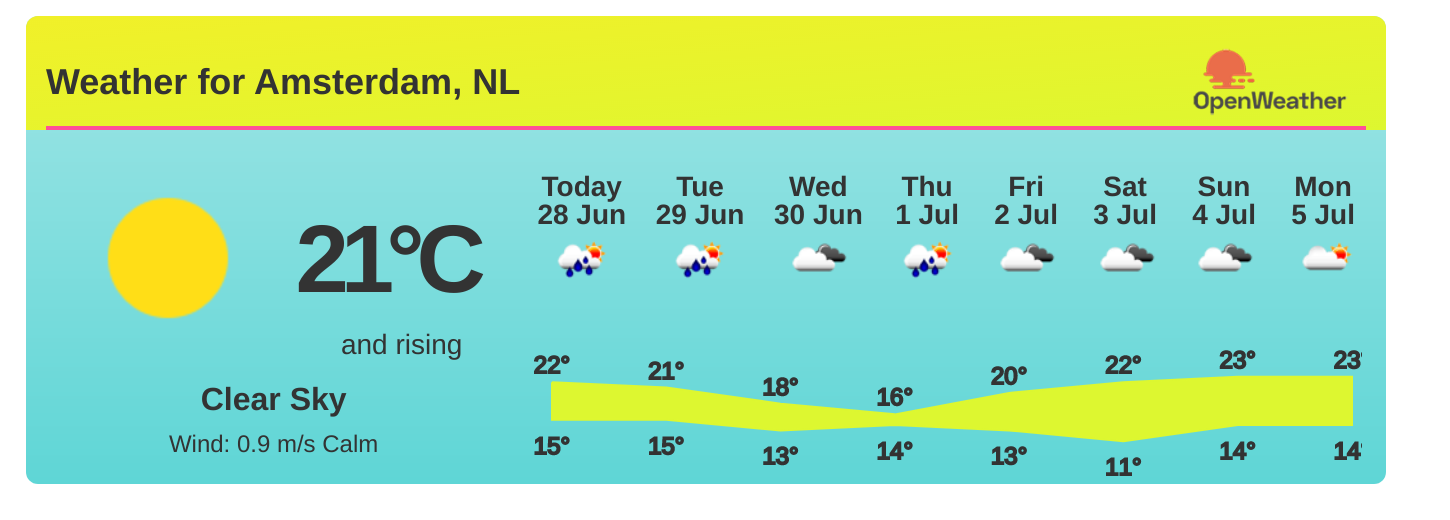 Weather for Amsterdam, NL
OpenWeather
21°C
and rising
Clear Sky
Wind: 0.9 m/s Calm
Today Tue Wed Thu Fri Sat Sun Mon
28 Jun 29 Jun 30 Jun 1 Jul 2 Jul 3 Jul 4 Jul 5 Jul
22° 21° 18° 16° 20° 22° 23° 23°
15° 15° 13° 14° 13° 11° 14° 14°